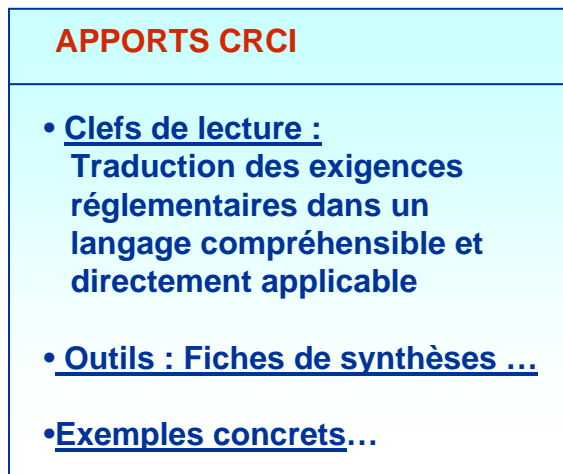 APPORTS CRCI
• Clefs de lecture :
Traduction des exigences
réglementaires dans un
langage compréhensible et
directement applicable
• Outils : Fiches de synthèses …
•Exemples concrets…